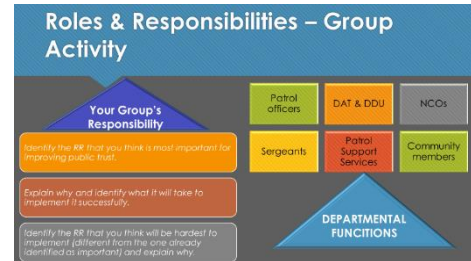 Roles & Responsibilities – Group
Activity
Your Group's
Responsibility
Identify the RR that you think is most important for
improving public trust.
Explain why and identify what it will take to
implement it successfully.
Identify the RR that you think will be hardest to
implement (different from the one already
identified as important) and explain why.
Patrol
officers
DAT & DDU
NCOs
Sergeants
Patrol
Support
Services
Community
members
DEPARTMENTAL
FUNCITIONS